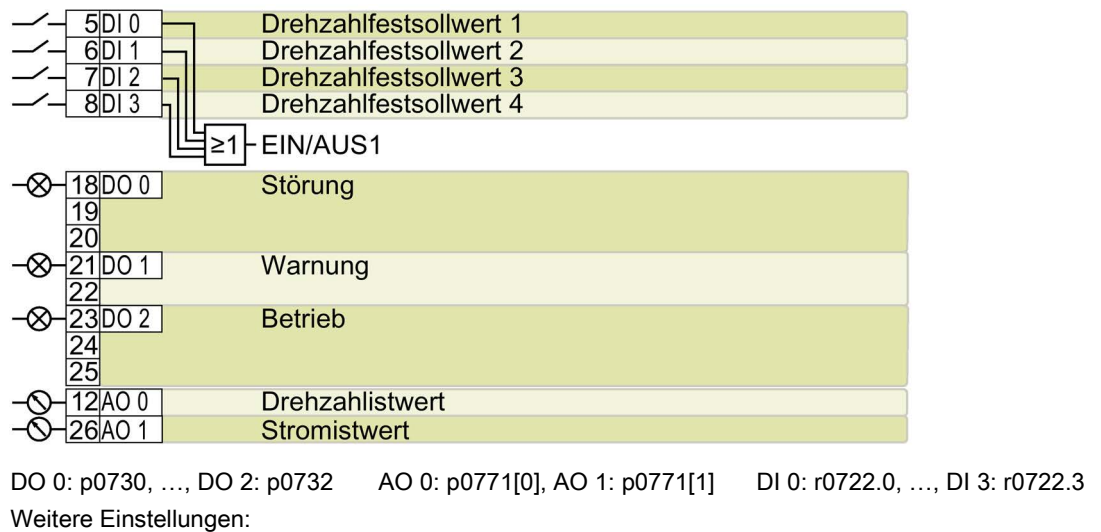 5 DI 0 Drehzahlfestsollwert 1
6 DI 1 Drehzahlfestsollwert 2
7 DI 2 Drehzahlfestsollwert 3
8 DI 3 Drehzahlfestsollwert 4
≥1 EIN/AUS1
18 DO 0 Störung
19
20
21 DO 1 Warnung
22
23 DO 2 Betrieb
24
25
12 AO 0 Drehzahlistwert
26 AO 1 Stromistwert
DO 0: p0730, …, DO 2: p0732 AO 0: p0771[0], AO 1: p0771[1] DI 0: r0722.0, …, DI 3: r0722.3
Weitere Einstellungen: